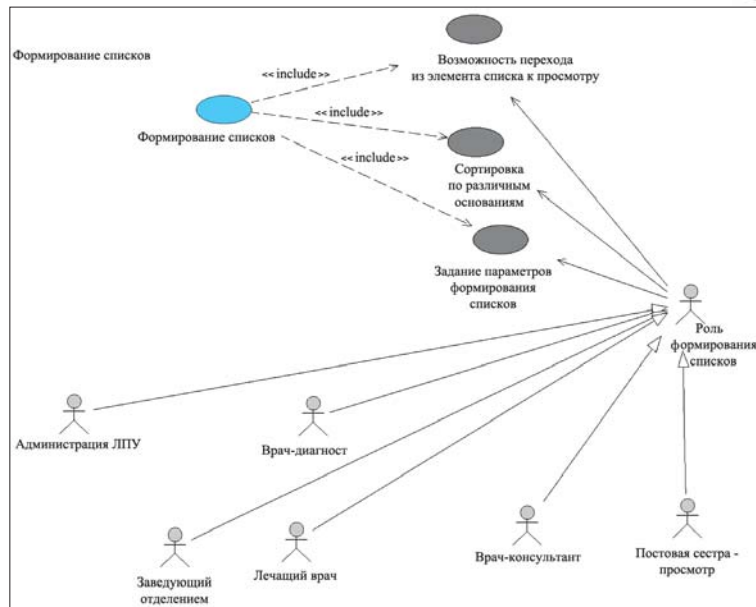 Формирование списков
Возможность перехода
из элемента списка к просмотру
<< include >>
<< include >>
Формирование списков
<< include >>
Сортировка
по различным
основаниям
Задание параметров
формирования
списков
Роль
формирования
списков
Администрация ЛПУ
Врач-диагност
Заведующий
отделением
Лечащий врач
Врач-консультант
Постовая сестра -
просмотр